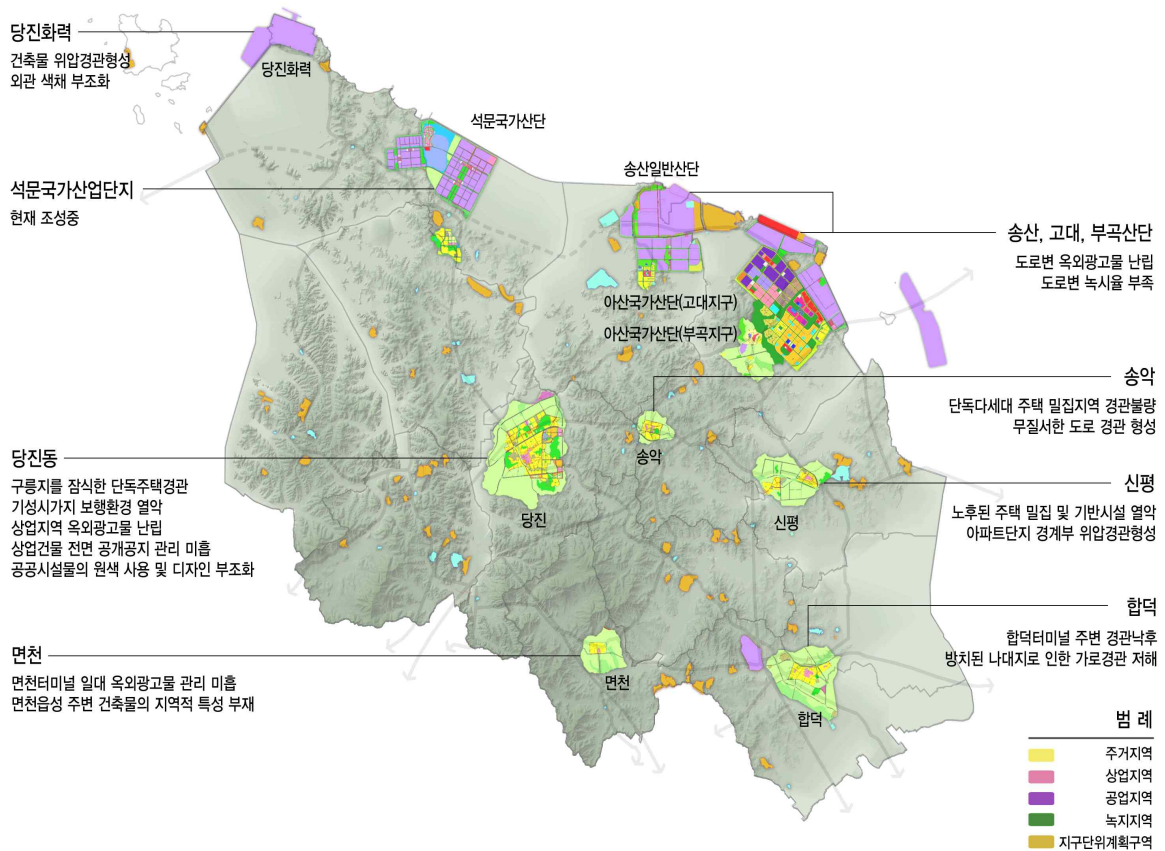 당진화력
건축물 위압경관형성
외관 색채 부조화
당진화력
석문국가산단
석문국가산업단지
현재 조성중
송산일반산단
송산, 고대, 부곡산단
도로변 옥외광고물 난립
도로변 녹시율 부족
아산국가산단(고대지구)
아산국가산단(부곡지구)
송악
단독다세대 주택 밀집지역 경관불량
무질서한 도로 경관 형성
송악
당진동
구릉지를 잠식한 단독주택경관
기성시가지 보행환경 열악
상업지역 옥외광고물 난립
상업건물 전면 공개공지 관리 미흡
공공시설물의 원색 사용 및 디자인 부조화
당진
신평
노후된 주택 밀집 및 기반시설 열악
아파트단지 경계부 위압경관형성
신평
합덕
합덕터미널 주변 경관낙후
방치된 나대지로 인한 가로경관 저해
합덕
면천
면천터미널 일대 옥외광고물 관리 미흡
면천읍성 주변 건축물의 지역적 특성 부재
면천
범 례
주거지역
상업지역
공업지역
녹지지역
지구단위계획구역